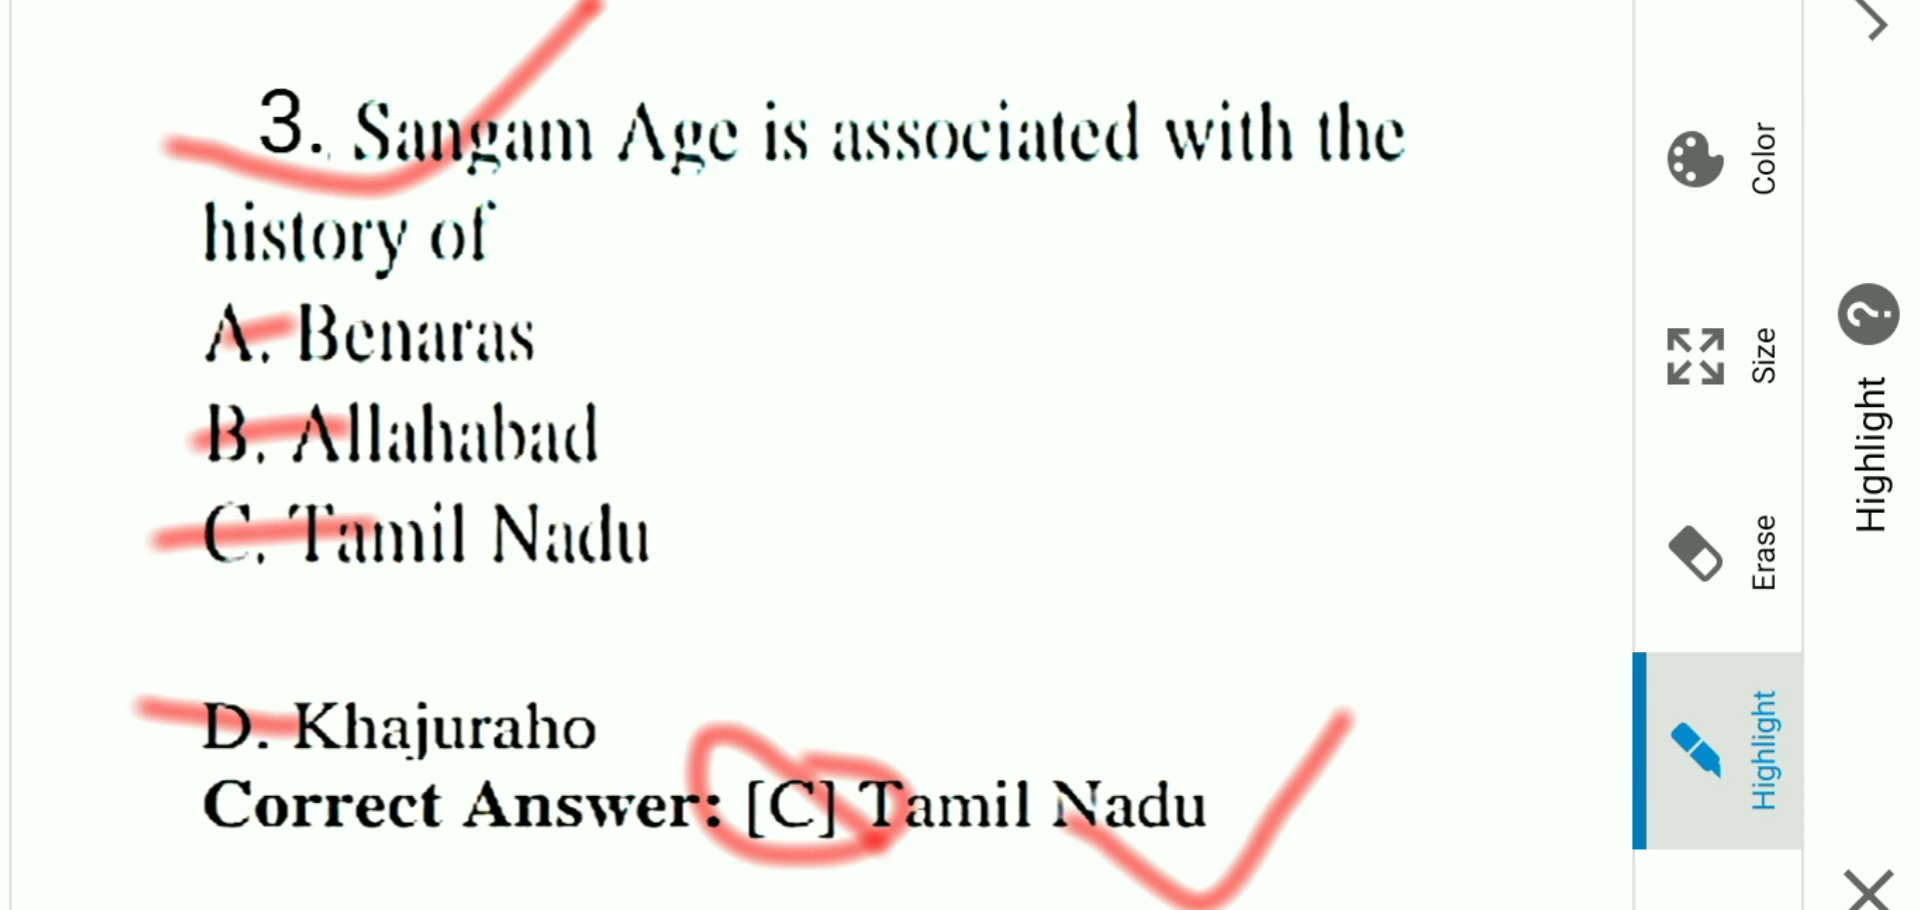 3. Sangam Age is associated with the
history of
A. Benaras
B. Allahabad
C. Tamil Nadu
D. Khajuraho
Correct Answer: [C] Tamil Nadu
Color
Size
Erase
Highlight
?
Highlight